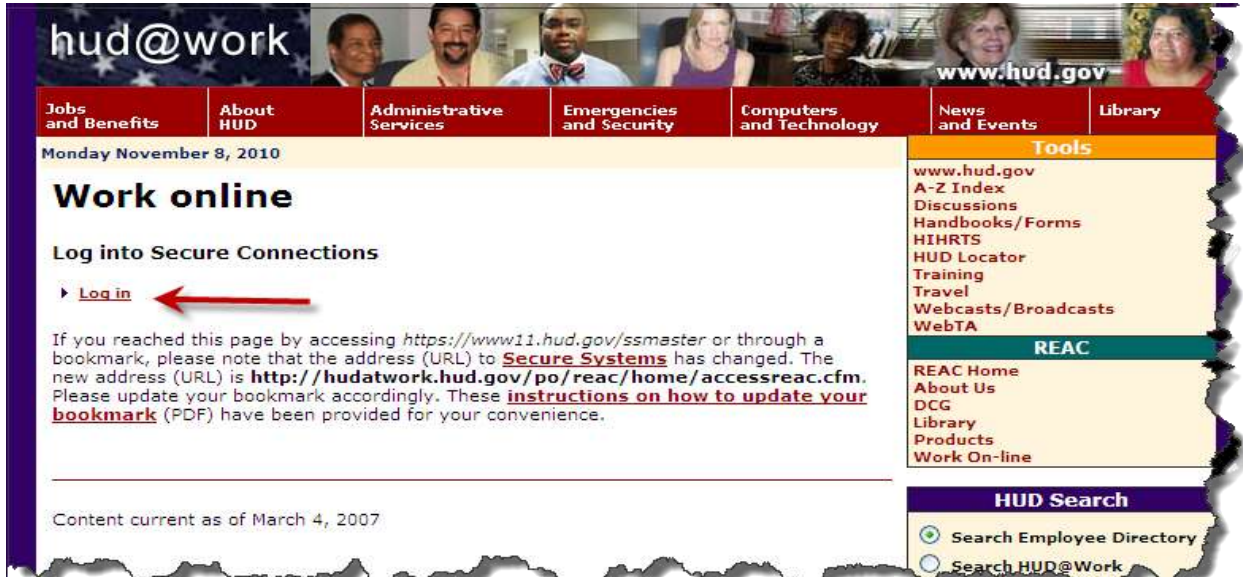 hud@work
www.hud.gov
Jobs
and Benefits
About
HUD
Administrative
Services
Emergencies
and Security
Computers
and Technology
News
and Events
Library
Monday November 8, 2010
Work online
Log into Secure Connections
Log in
If you reached this page by accessing https://www11.hud.gov/ssmaster or through a
bookmark, please note that the address (URL) to Secure Systems has changed. The
new address (URL) is http://hudatwork.hud.gov/po/reac/home/accessreac.cfm.
Please update your bookmark accordingly. These instructions on how to update your
bookmark (PDF) have been provided for your convenience.
Content current as of March 4, 2007
Tools
www.hud.gov
A-Z Index
Discussions
Handbooks/Forms
HIHRTS
HUD Locator
Training
Travel
Webcasts/Broadcasts
WebTA
REAC
REAC Home
About Us
DCG
Library
Products
Work On-line
HUD Search
Search Employee Directory
Search HUD@Work